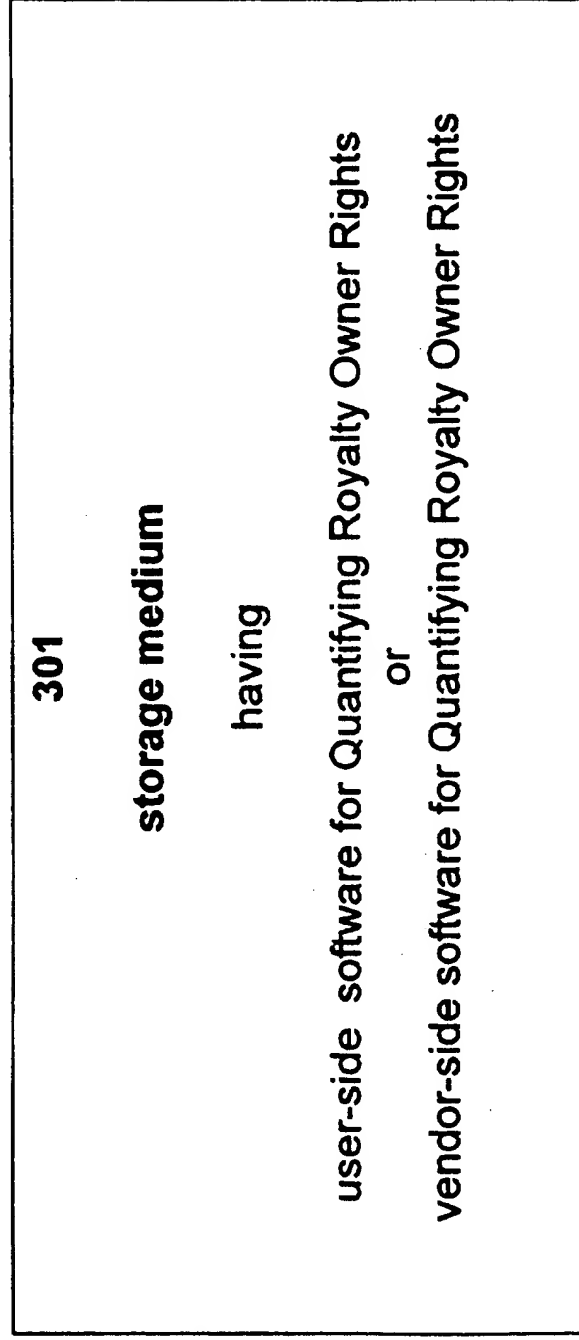 301
storage medium
having
user-side software for Quantifying Royalty Owner Rights
or
vendor-side software for Quantifying Royalty Owner Rights